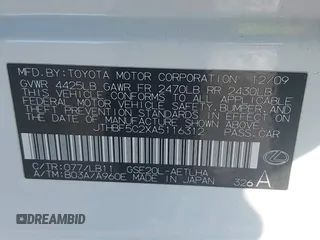 MFD.BY:TOYOTA MOTOR CORPORATION 12/09
GVWR 4425LB GAWR FR 2470LB RR 2430LB
THIS VEHICLE CONFORMS TO ALL APPLICABLE
FEDERAL MOTOR VEHICLE SAFETY, BUMPER, AND
THEFT PREVENTION STANDARDS IN EFFECT ON
THE DATE OF MANUFACTURE SHOWN ABOVE.
JTHBP5C2XA5116312 PASS.CAR
C/TR:077/LB11 GSE20L-AETLHA
A/TM:B03A/A960E MADE IN JAPAN 326 A
DREAMBID